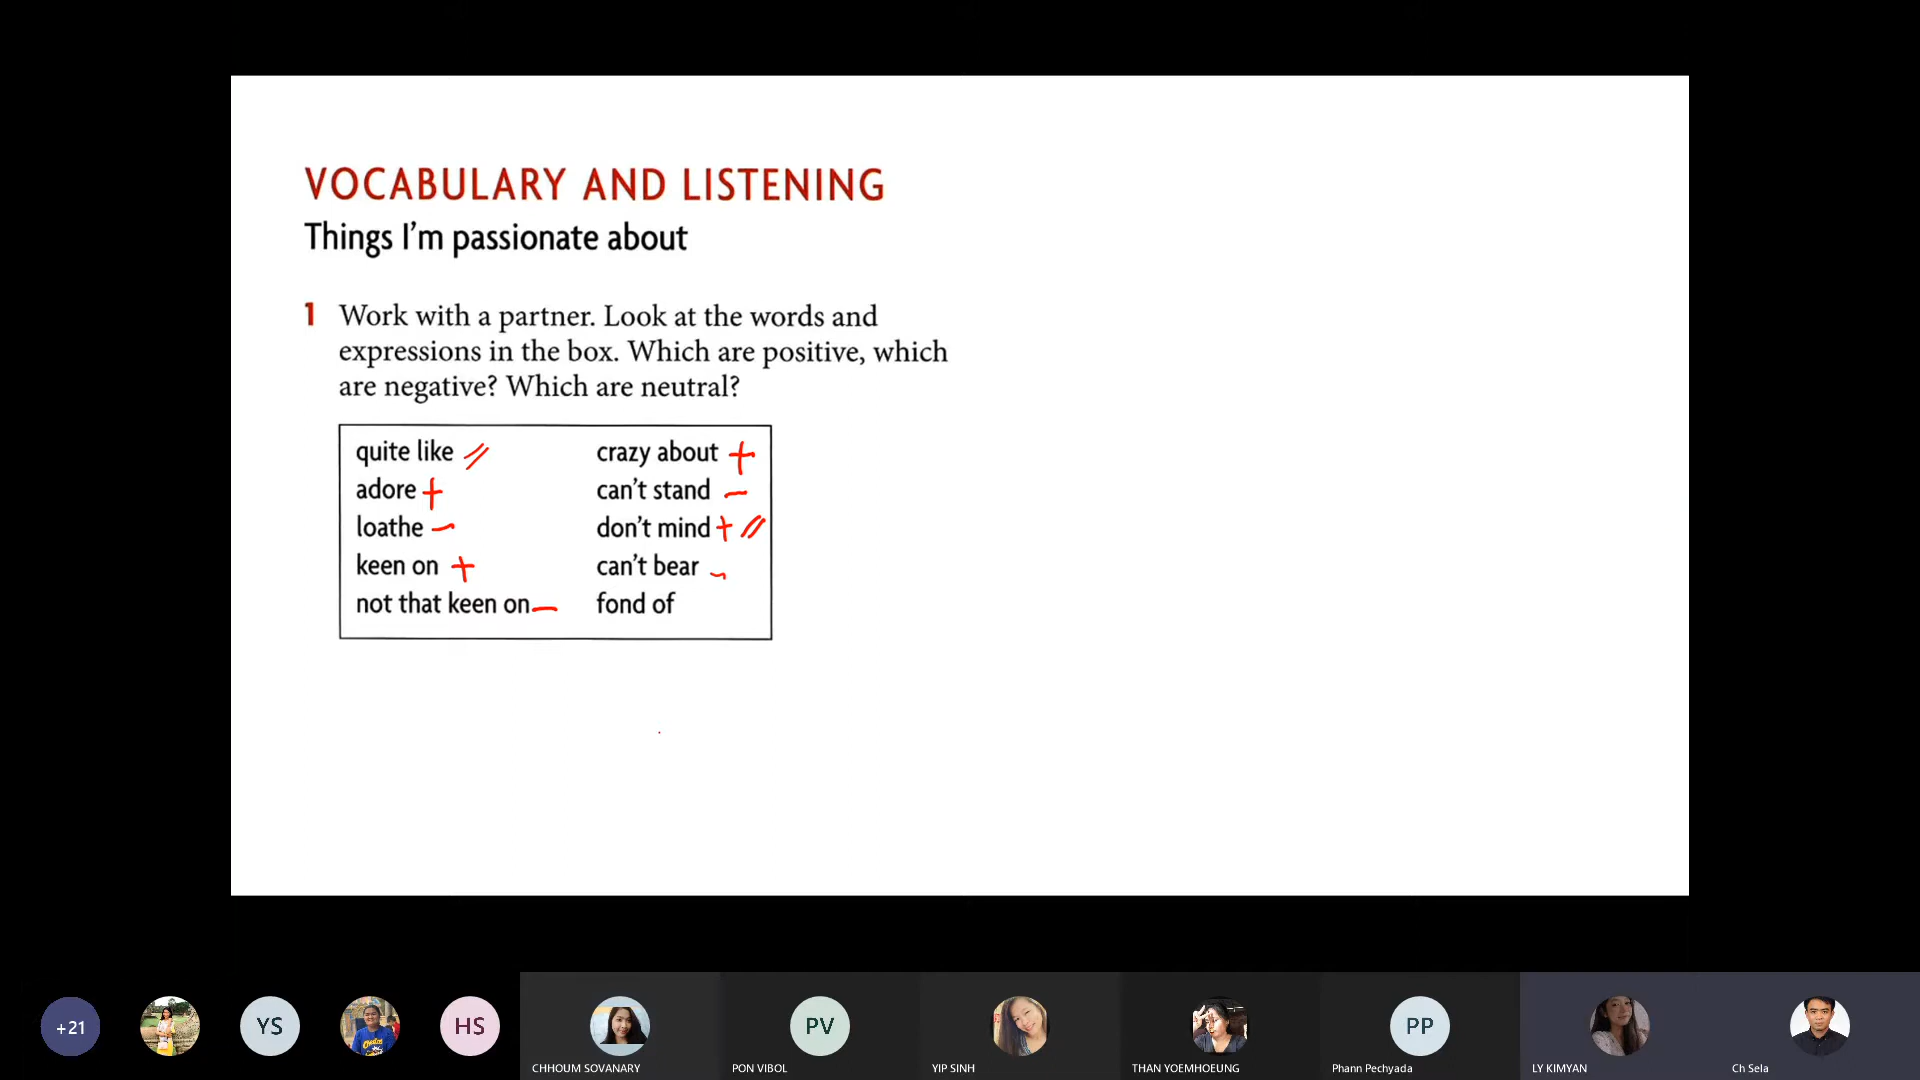 VOCABULARY AND LISTENING
Things I'm passionate about
1 Work with a partner. Look at the words and
expressions in the box. Which are positive, which
are negative? Which are neutral?
quite like //
adore +
loathe –
keen on +
not that keen on –
crazy about +
can't stand –
don't mind + //
can't bear –
fond of
+21
YS
HS
CHHOUM SOVANARY
PV
PON VIBOL
YIP SINH
THAN YOEMHOEUNG
PP
Phann Pechyada
LY KIMYAN
Ch Sela